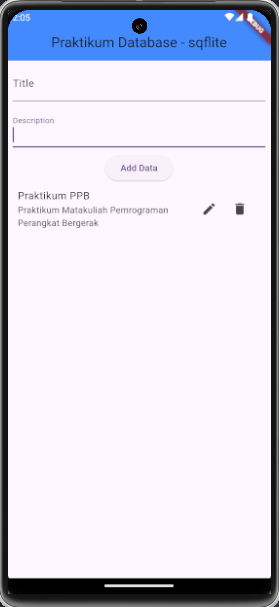 2:05
DEBUG
Praktikum Database - sqflite
Title
Description
Add Data
Praktikum PPB
Praktikum Matakuliah Pemrograman
Perangkat Bergerak